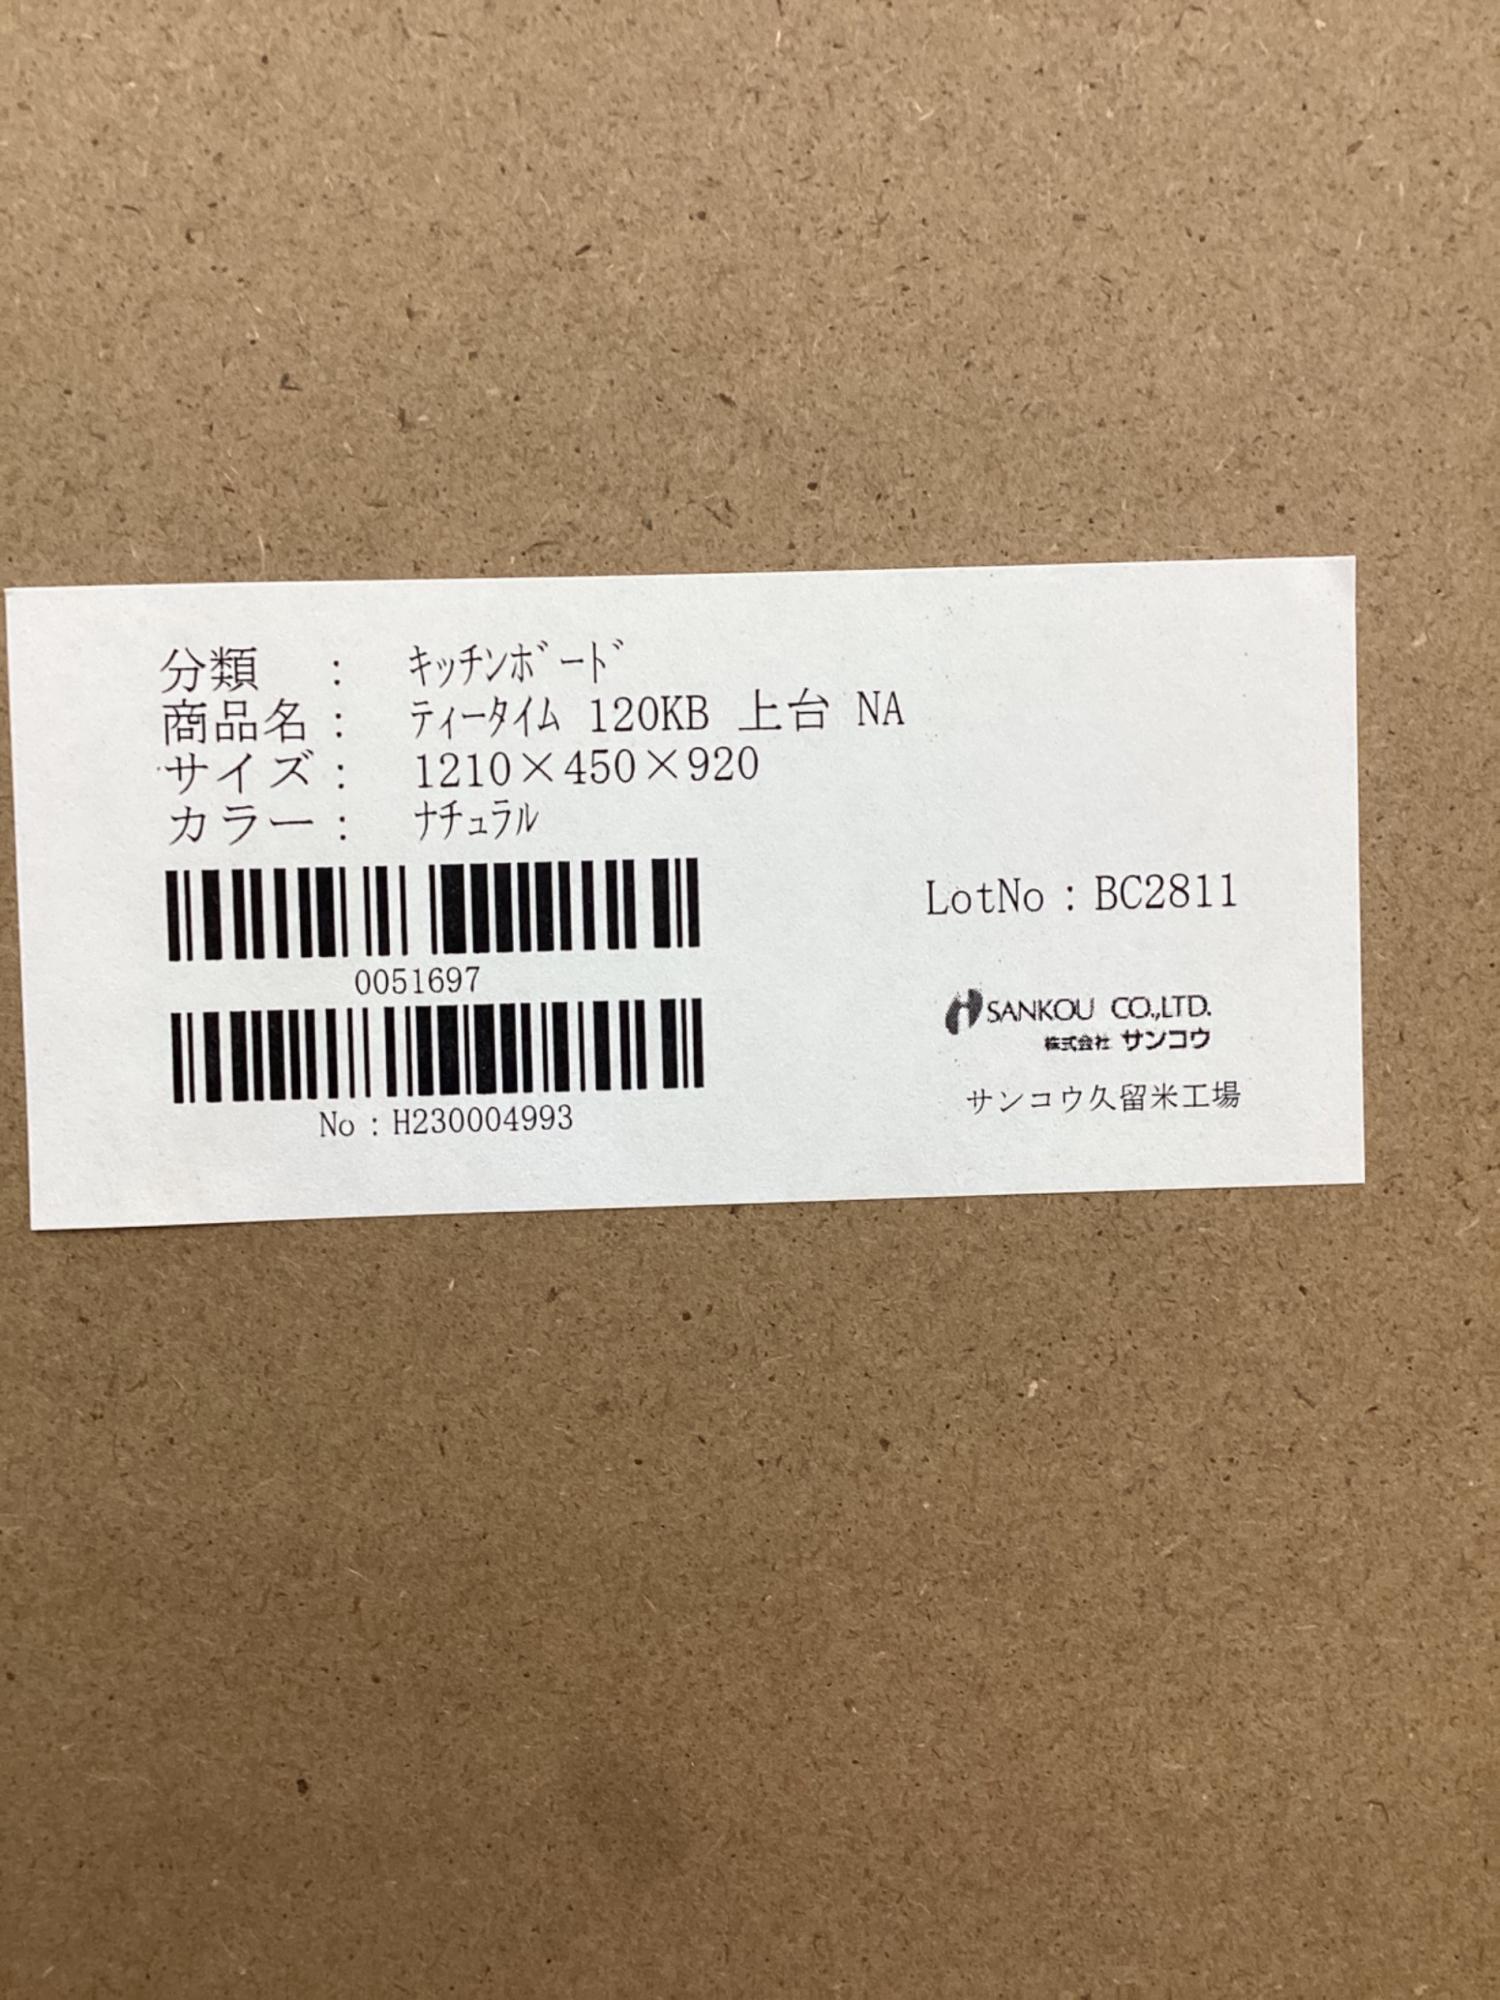 分類 : ｷｯﾁﾝﾎﾞｰﾄﾞ
商品名: ﾃｨｰﾀｲﾑ 120KB 上台 NA
サイズ: 1210×450×920
カラー: ﾅﾁｭﾗﾙ
0051697
LotNo:BC2811
No:H230004993
SANKOU CO.,LTD.
株式会社 サンコウ
サンコウ久留米工場